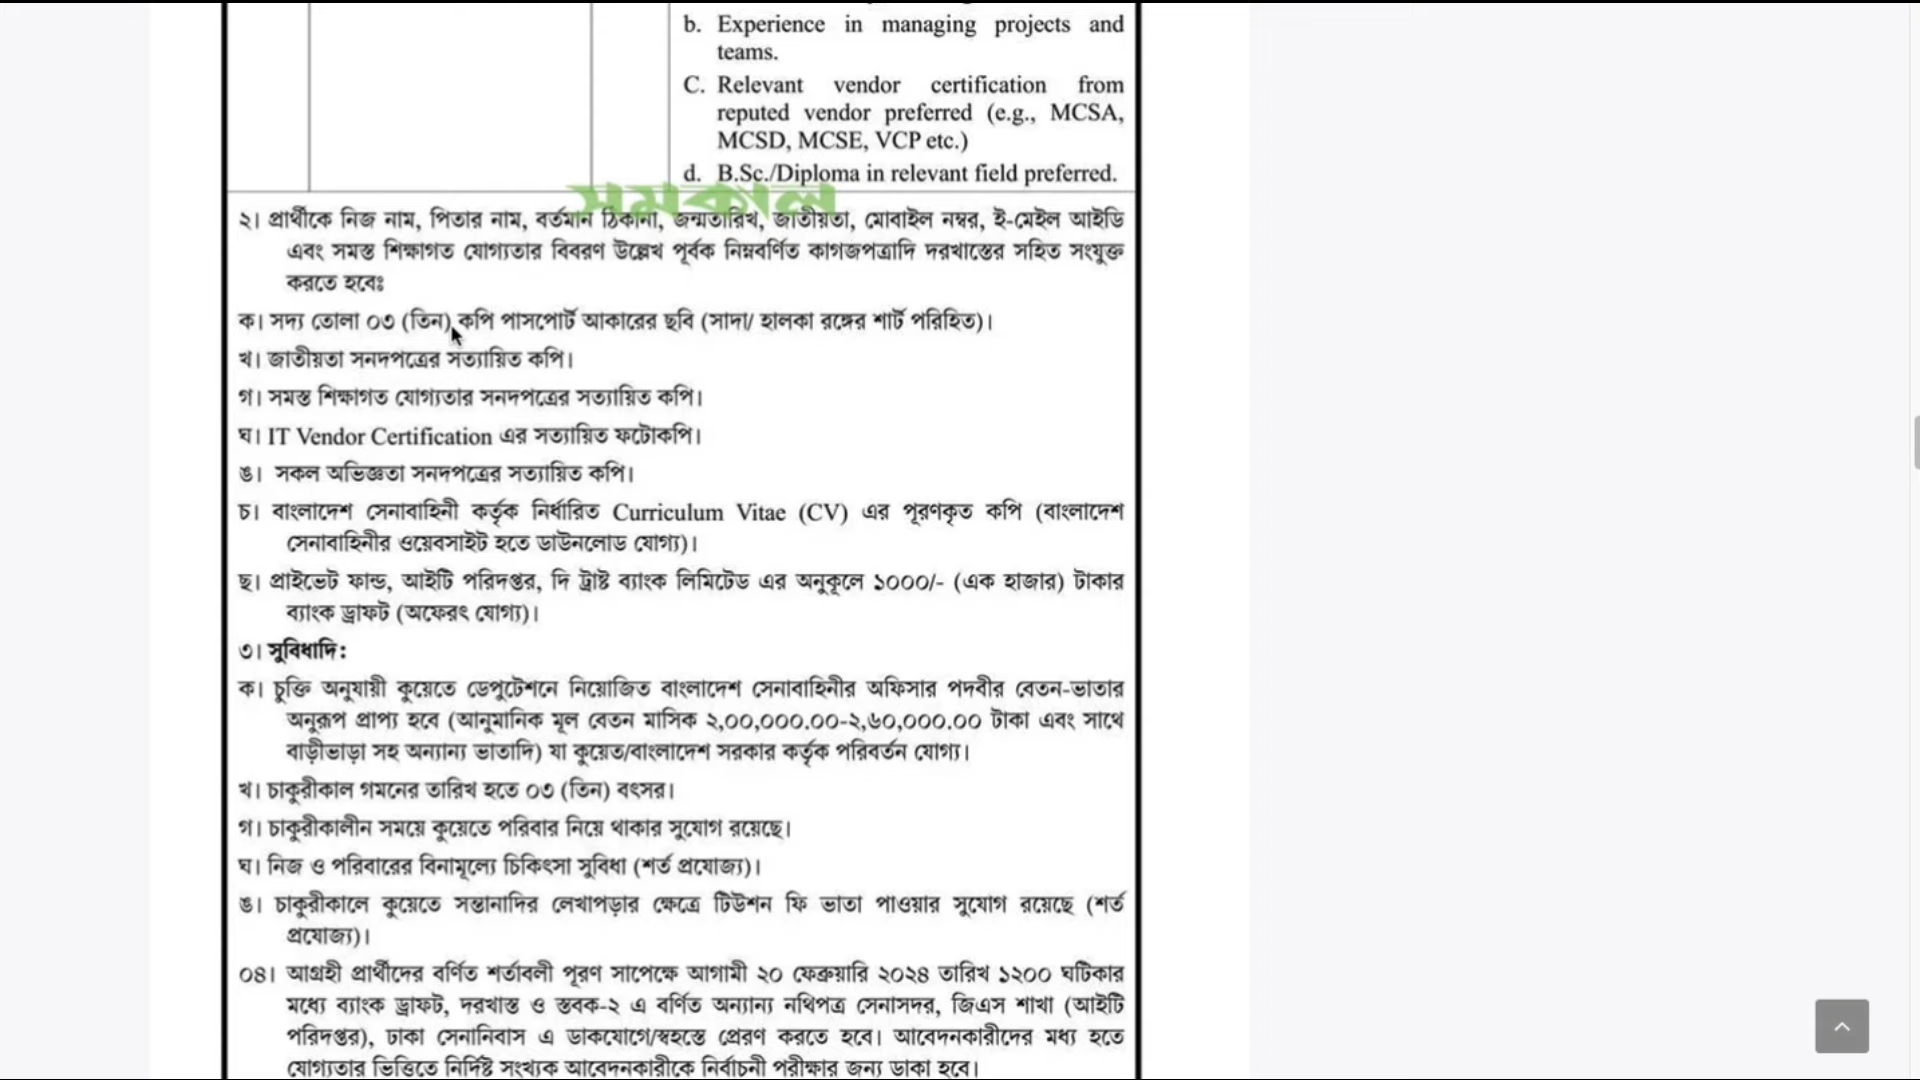 b. Experience in managing projects and
teams.
C. Relevant vendor certification from
reputed vendor preferred (e.g., MCSA,
MCSD, MCSE, VCP etc.)
d. B.Sc./Diploma in relevant field preferred.
সমকাল
২। প্রার্থীকে নিজ নাম, পিতার নাম, বর্তমান ঠিকানা, জন্মতারিখ, জাতীয়তা, মোবাইল নম্বর, ই-মেইল আইডি
এবং সমস্ত শিক্ষাগত যোগ্যতার বিবরণ উল্লেখ পূর্বক নিম্নবর্ণিত কাগজপত্রাদি দরখাস্তের সহিত সংযুক্ত
করতে হবেঃ
ক। সদ্য তোলা ০৩ (তিন) কপি পাসপোর্ট আকারের ছবি (সাদা/ হালকা রঙ্গের শার্ট পরিহিত)।
খ। জাতীয়তা সনদপত্রের সত্যায়িত কপি।
গ। সমস্ত শিক্ষাগত যোগ্যতার সনদপত্রের সত্যায়িত কপি।
ঘ। IT Vendor Certification এর সত্যায়িত ফটোকপি।
ঙ। সকল অভিজ্ঞতা সনদপত্রের সত্যায়িত কপি।
চ। বাংলাদেশ সেনাবাহিনী কর্তৃক নির্ধারিত Curriculum Vitae (CV) এর পূরণকৃত কপি (বাংলাদেশ
সেনাবাহিনীর ওয়েবসাইট হতে ডাউনলোড যোগ্য)।
ছ। প্রাইভেট ফান্ড, আইটি পরিদপ্তর, দি ট্রাষ্ট ব্যাংক লিমিটেড এর অনুকূলে ১০০০/- (এক হাজার) টাকার
ব্যাংক ড্রাফট (অফেরৎ যোগ্য)।
৩। সুবিধাদি:
ক। চুক্তি অনুযায়ী কুয়েতে ডেপুটেশনে নিয়োজিত বাংলাদেশ সেনাবাহিনীর অফিসার পদবীর বেতন-ভাতার
অনুরূপ প্রাপ্য হবে (আনুমানিক মূল বেতন মাসিক ২,০০,০০০.০০-২,৬০,০০০.০০ টাকা এবং সাথে
বাড়ীভাড়া সহ অন্যান্য ভাতাদি) যা কুয়েত/বাংলাদেশ সরকার কর্তৃক পরিবর্তন যোগ্য।
খ। চাকুরীকাল গমনের তারিখ হতে ০৩ (তিন) বৎসর।
গ। চাকুরীকালীন সময়ে কুয়েতে পরিবার নিয়ে থাকার সুযোগ রয়েছে।
ঘ। নিজ ও পরিবারের বিনামূল্যে চিকিৎসা সুবিধা (শর্ত প্রযোজ্য)।
ঙ। চাকুরীকালে কুয়েতে সন্তানাদির লেখাপড়ার ক্ষেত্রে টিউশন ফি ভাতা পাওয়ার সুযোগ রয়েছে (শর্ত
প্রযোজ্য)।
০৪। আগ্রহী প্রার্থীদের বর্ণিত শর্তাবলী পূরণ সাপেক্ষে আগামী ২০ ফেব্রুয়ারি ২০২৪ তারিখ ১২০০ ঘটিকার
মধ্যে ব্যাংক ড্রাফট, দরখাস্ত ও স্তবক-২ এ বর্ণিত অন্যান্য নথিপত্র সেনাসদর, জিএস শাখা (আইটি
পরিদপ্তর), ঢাকা সেনানিবাস এ ডাকযোগে/স্বহস্তে প্রেরণ করতে হবে। আবেদনকারীদের মধ্য হতে
যোগ্যতার ভিত্তিতে নির্দিষ্ট সংখ্যক আবেদনকারীকে নির্বাচনী পরীক্ষার জন্য ডাকা হবে।